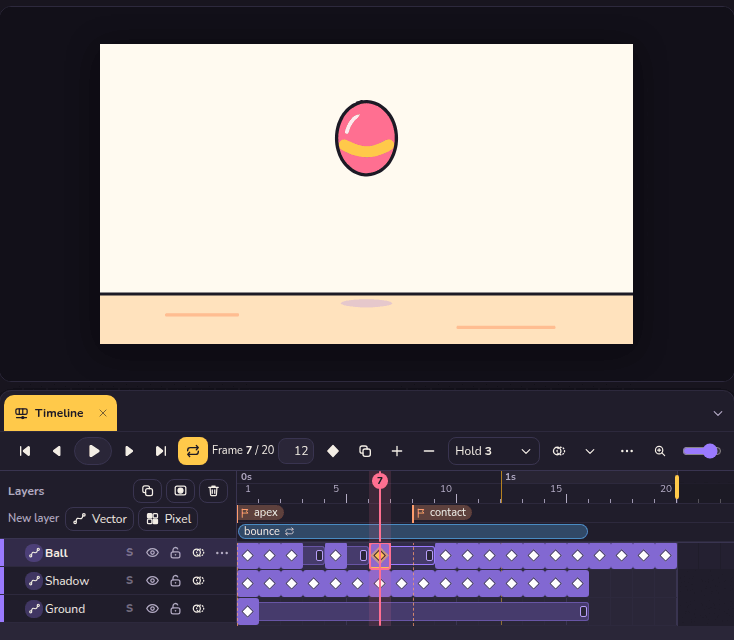 Timeline
Frame 7 / 20 12 Hold 3
Layers
New layer Vector Pixel
0s 1s
1 5 7 10 15 20
apex contact
bounce
Ball S
Shadow S
Ground S